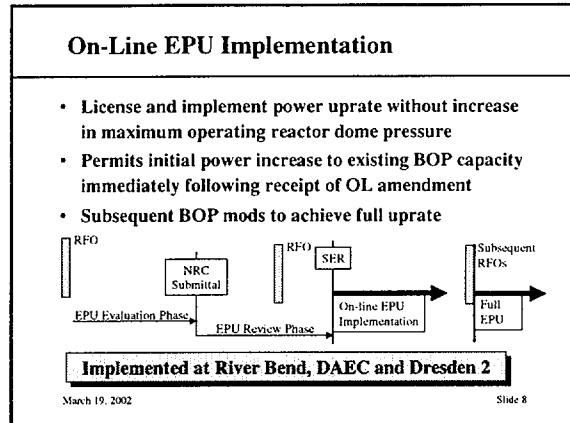 On-Line EPU Implementation
• License and implement power uprate without increase
in maximum operating reactor dome pressure
• Permits initial power increase to existing BOP capacity
immediately following receipt of OL amendment
• Subsequent BOP mods to achieve full uprate
RFO
NRC
Submittal
RFO
SER
Subsequent
RFOs
EPU Evaluation Phase
EPU Review Phase
On-line EPU
Implementation
Full
EPU
Implemented at River Bend, DAEC and Dresden 2
March 19, 2002
Slide 8